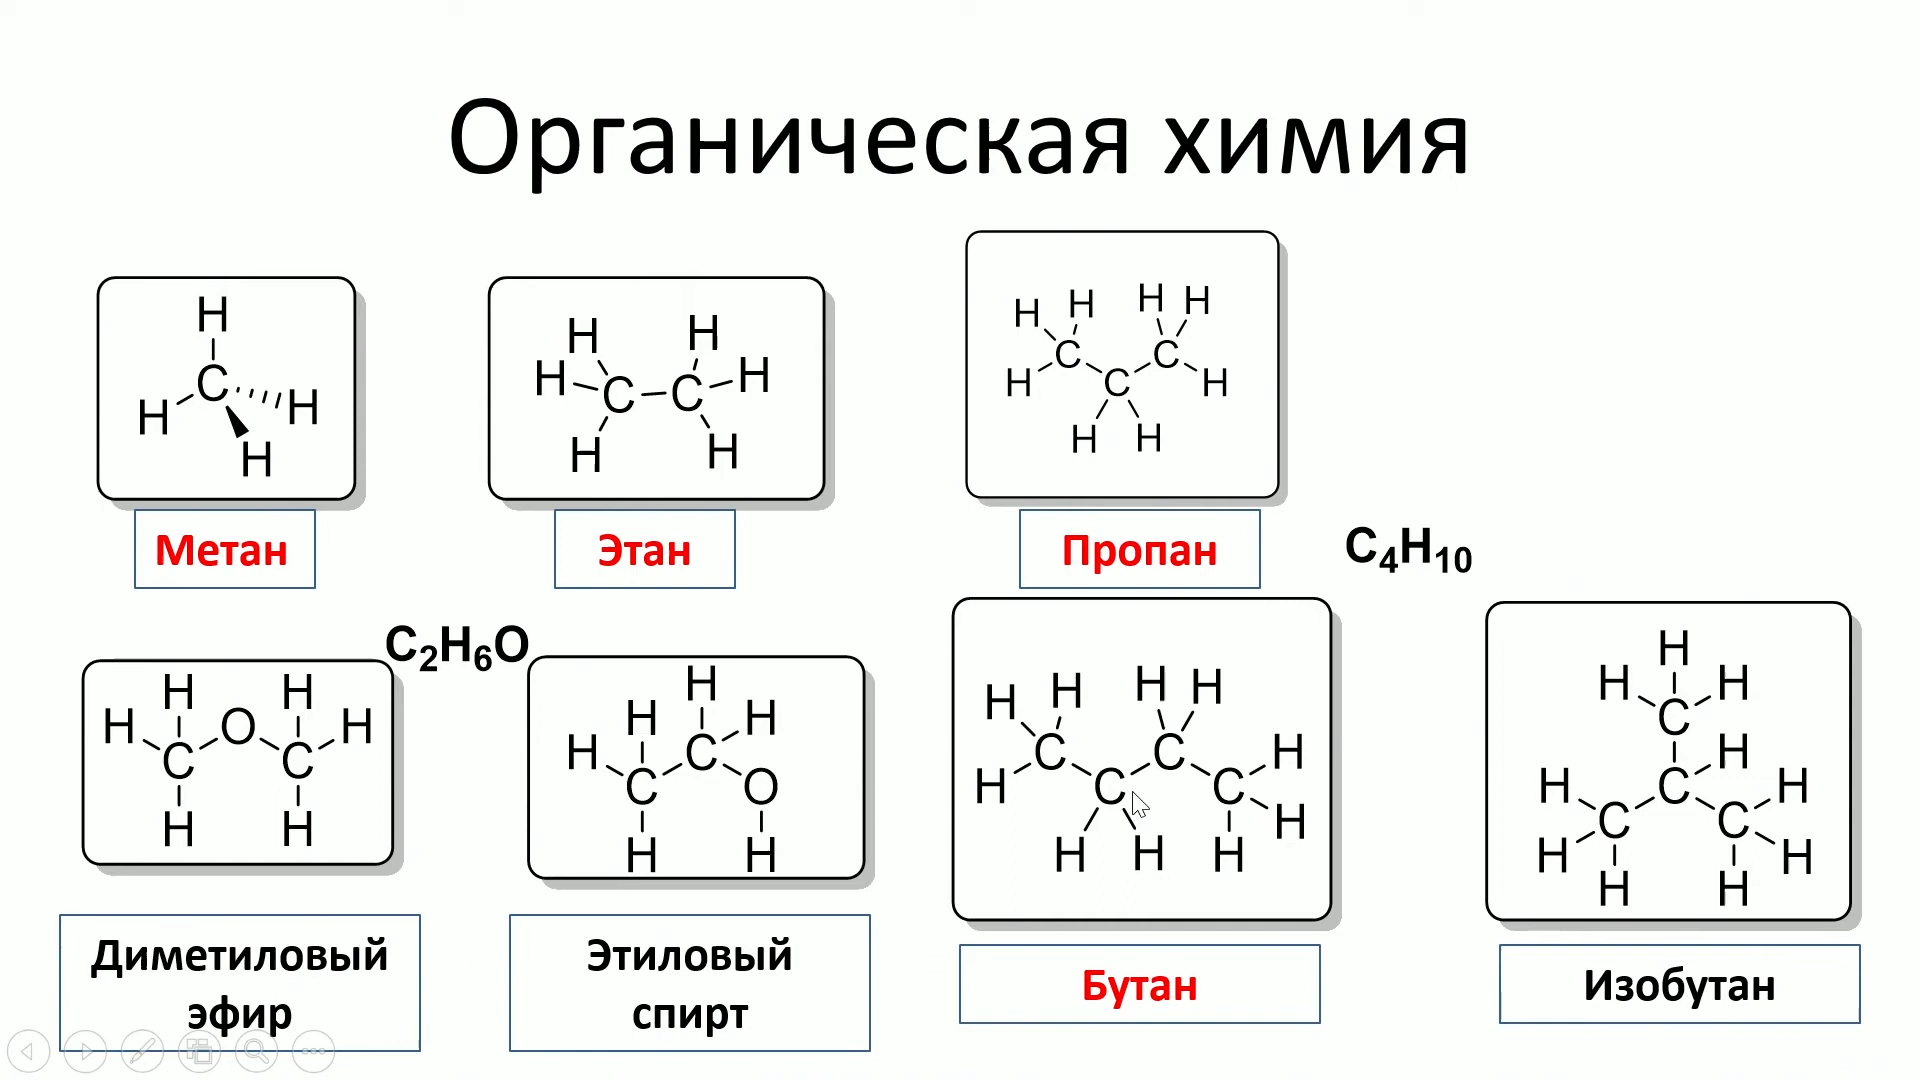 Органическая химия
Метан
Этан
Пропан
C₄H₁₀
C₂H₆O
Диметиловый
эфир
Этиловый
спирт
Бутан
Изобутан